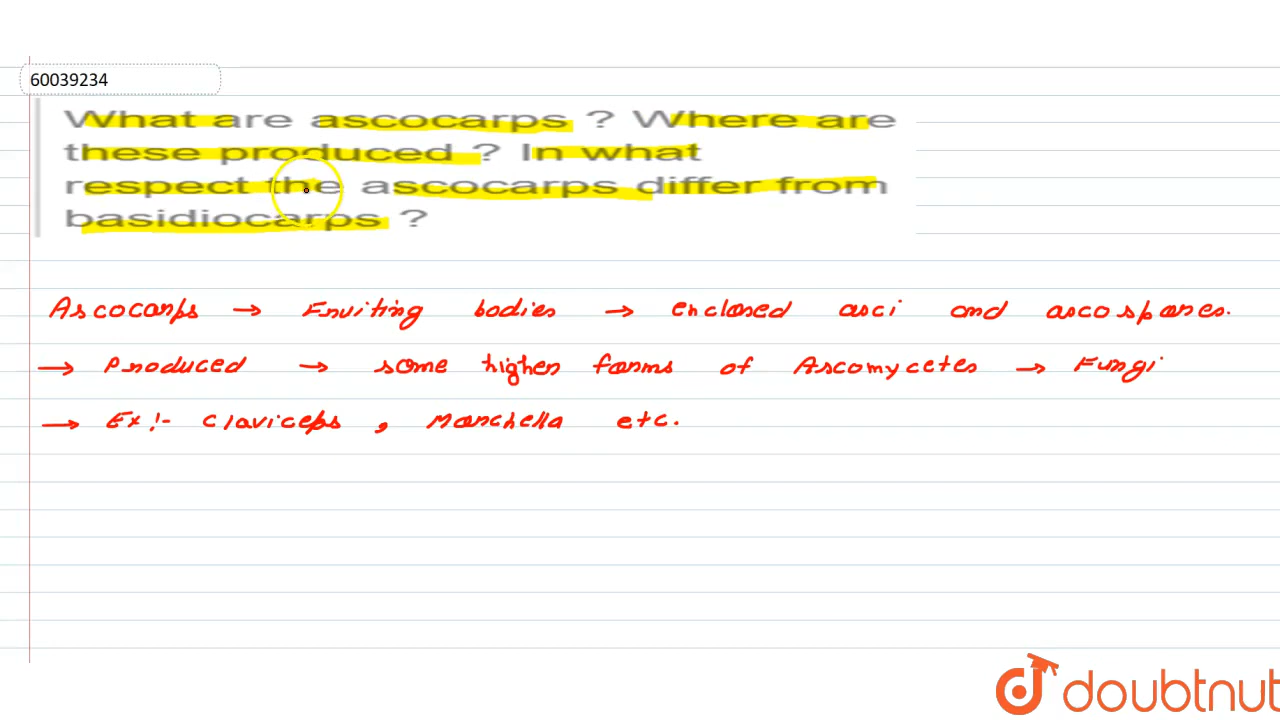 60039234
What are ascocarps ? Where are
these produced ? In what
respect the ascocarps differ from
basidiocarps ?
Ascocarps → Fruiting bodies → enclosed asci and ascospores.
→ Produced → some higher forms of Ascomycetes → Fungi
→ Ex:- Claviceps, Morchella etc.
doubtnut